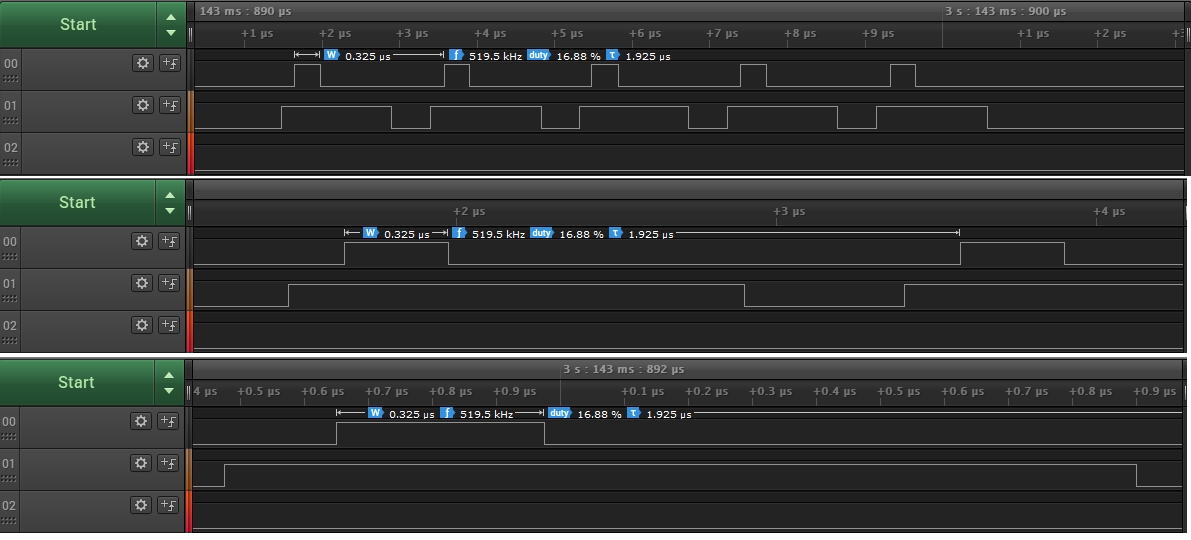 143 ms : 890 µs 3 s : 143 ms : 900 µs
Start
+1 µs +2 µs +3 µs +4 µs +5 µs +6 µs +7 µs +8 µs +9 µs +1 µs +2 µs
00 W 0.325 µs f 519.5 kHz duty 16.88 % T 1.925 µs
01
02
Start
+2 µs +3 µs +4 µs
00 W 0.325 µs f 519.5 kHz duty 16.88 % T 1.925 µs
01
02
3 s : 143 ms : 892 µs
Start
4 µs +0.5 µs +0.6 µs +0.7 µs +0.8 µs +0.9 µs +0.1 µs +0.2 µs +0.3 µs +0.4 µs +0.5 µs +0.6 µs +0.7 µs +0.8 µs +0.9 µs
00 W 0.325 µs f 519.5 kHz duty 16.88 % T 1.925 µs
01
02